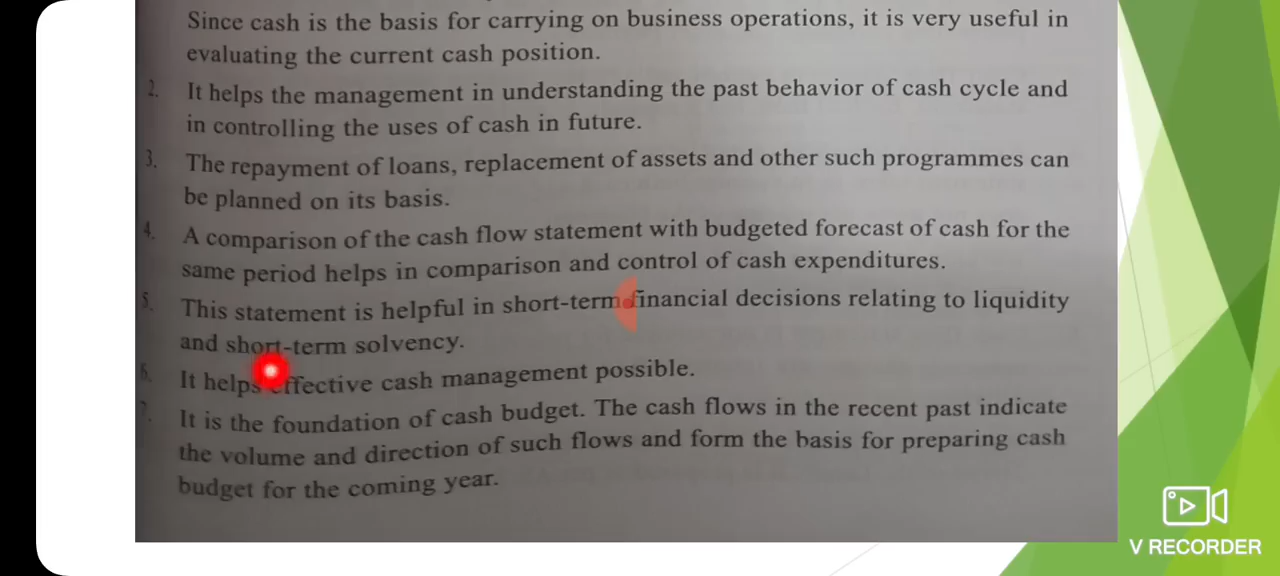 Since cash is the basis for carrying on business operations, it is very useful in
evaluating the current cash position.
2. It helps the management in understanding the past behavior of cash cycle and
in controlling the uses of cash in future.
3. The repayment of loans, replacement of assets and other such programmes can
be planned on its basis.
4. A comparison of the cash flow statement with budgeted forecast of cash for the
same period helps in comparison and control of cash expenditures.
5. This statement is helpful in short-term financial decisions relating to liquidity
and short-term solvency.
6. It helps effective cash management possible.
7. It is the foundation of cash budget. The cash flows in the recent past indicate
the volume and direction of such flows and form the basis for preparing cash
budget for the coming year.
V RECORDER